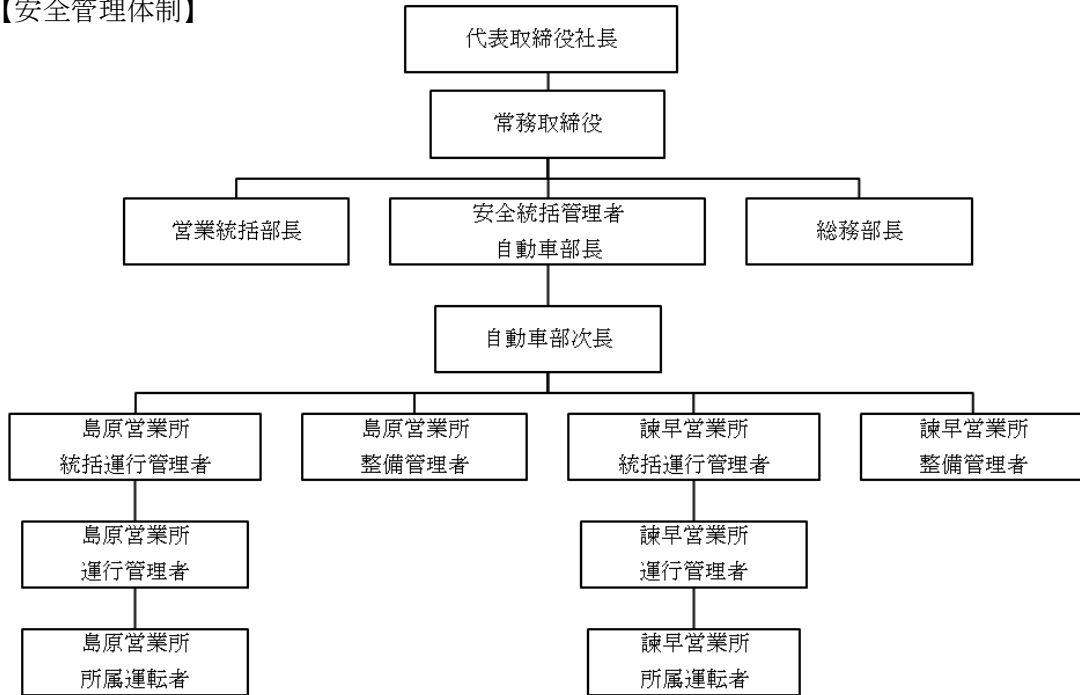 【安全管理体制】
代表取締役社長
常務取締役
営業統括部長
安全統括管理者
自動車部長
総務部長
自動車部次長
島原営業所
統括運行管理者
島原営業所
整備管理者
諫早営業所
統括運行管理者
諫早営業所
整備管理者
島原営業所
運行管理者
諫早営業所
運行管理者
島原営業所
所属運転者
諫早営業所
所属運転者